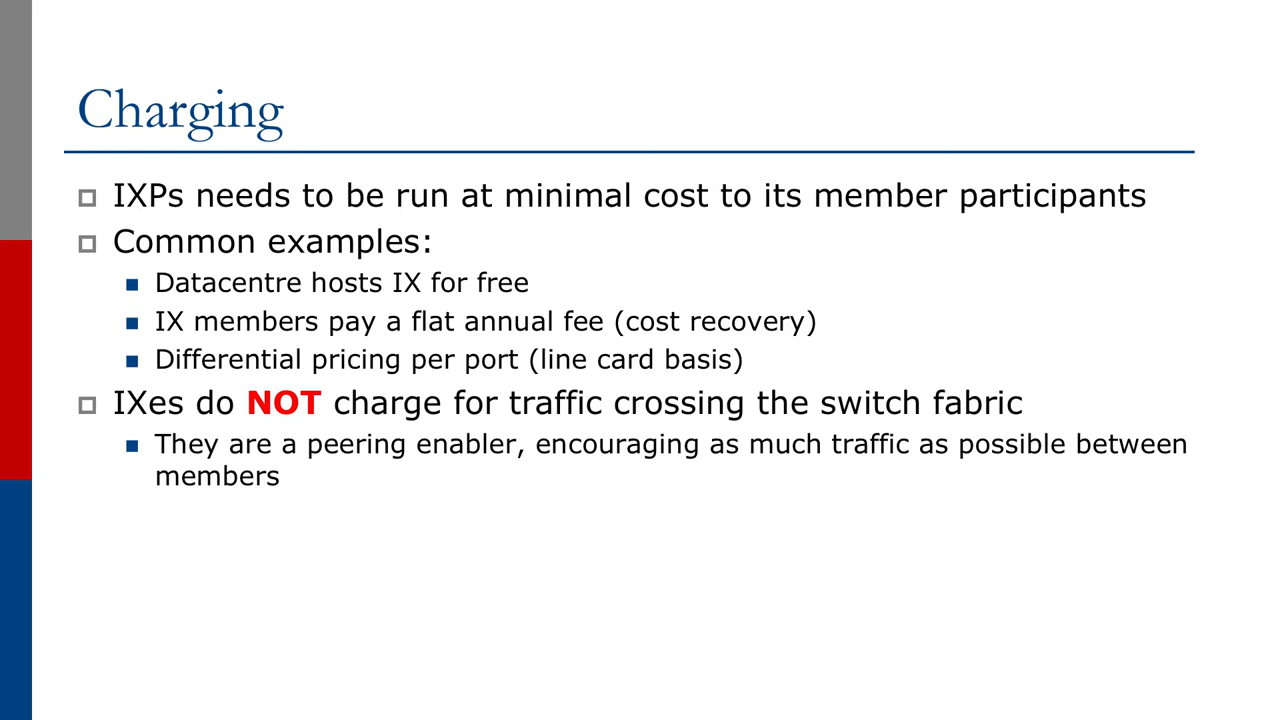 Charging
IXPs needs to be run at minimal cost to its member participants
Common examples:
Datacentre hosts IX for free
IX members pay a flat annual fee (cost recovery)
Differential pricing per port (line card basis)
IXes do NOT charge for traffic crossing the switch fabric
They are a peering enabler, encouraging as much traffic as possible between
members